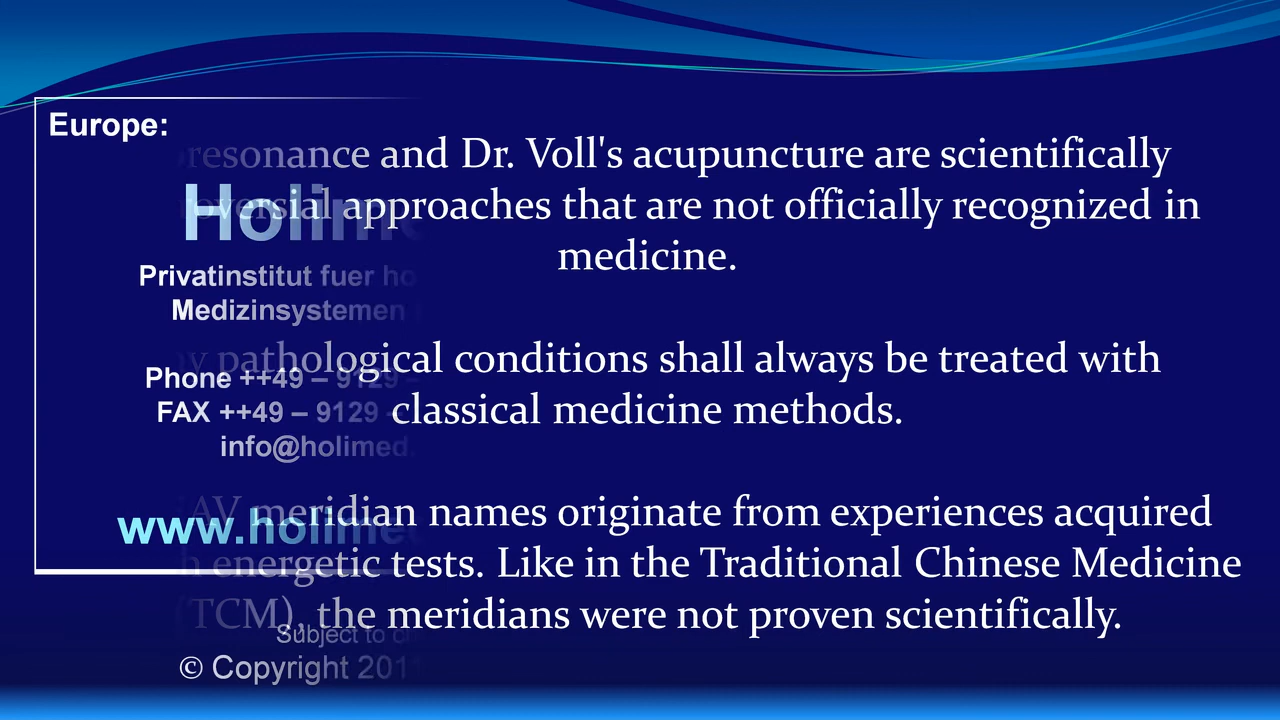 Europe:
resonance and Dr. Voll's acupuncture are scientifically
approaches that are not officially recognized in
medicine.
Holim
Privatinstitut fuer
Medizinsystemen
pathological conditions shall always be treated with
classical medicine methods.
Phone ++49 – 9129 –
FAX ++49 – 9129 -
info@holimed.
EAV meridian names originate from experiences acquired
energetic tests. Like in the Traditional Chinese Medicine
(TCM), the meridians were not proven scientifically.
www.holime
Subject to
© Copyright 201